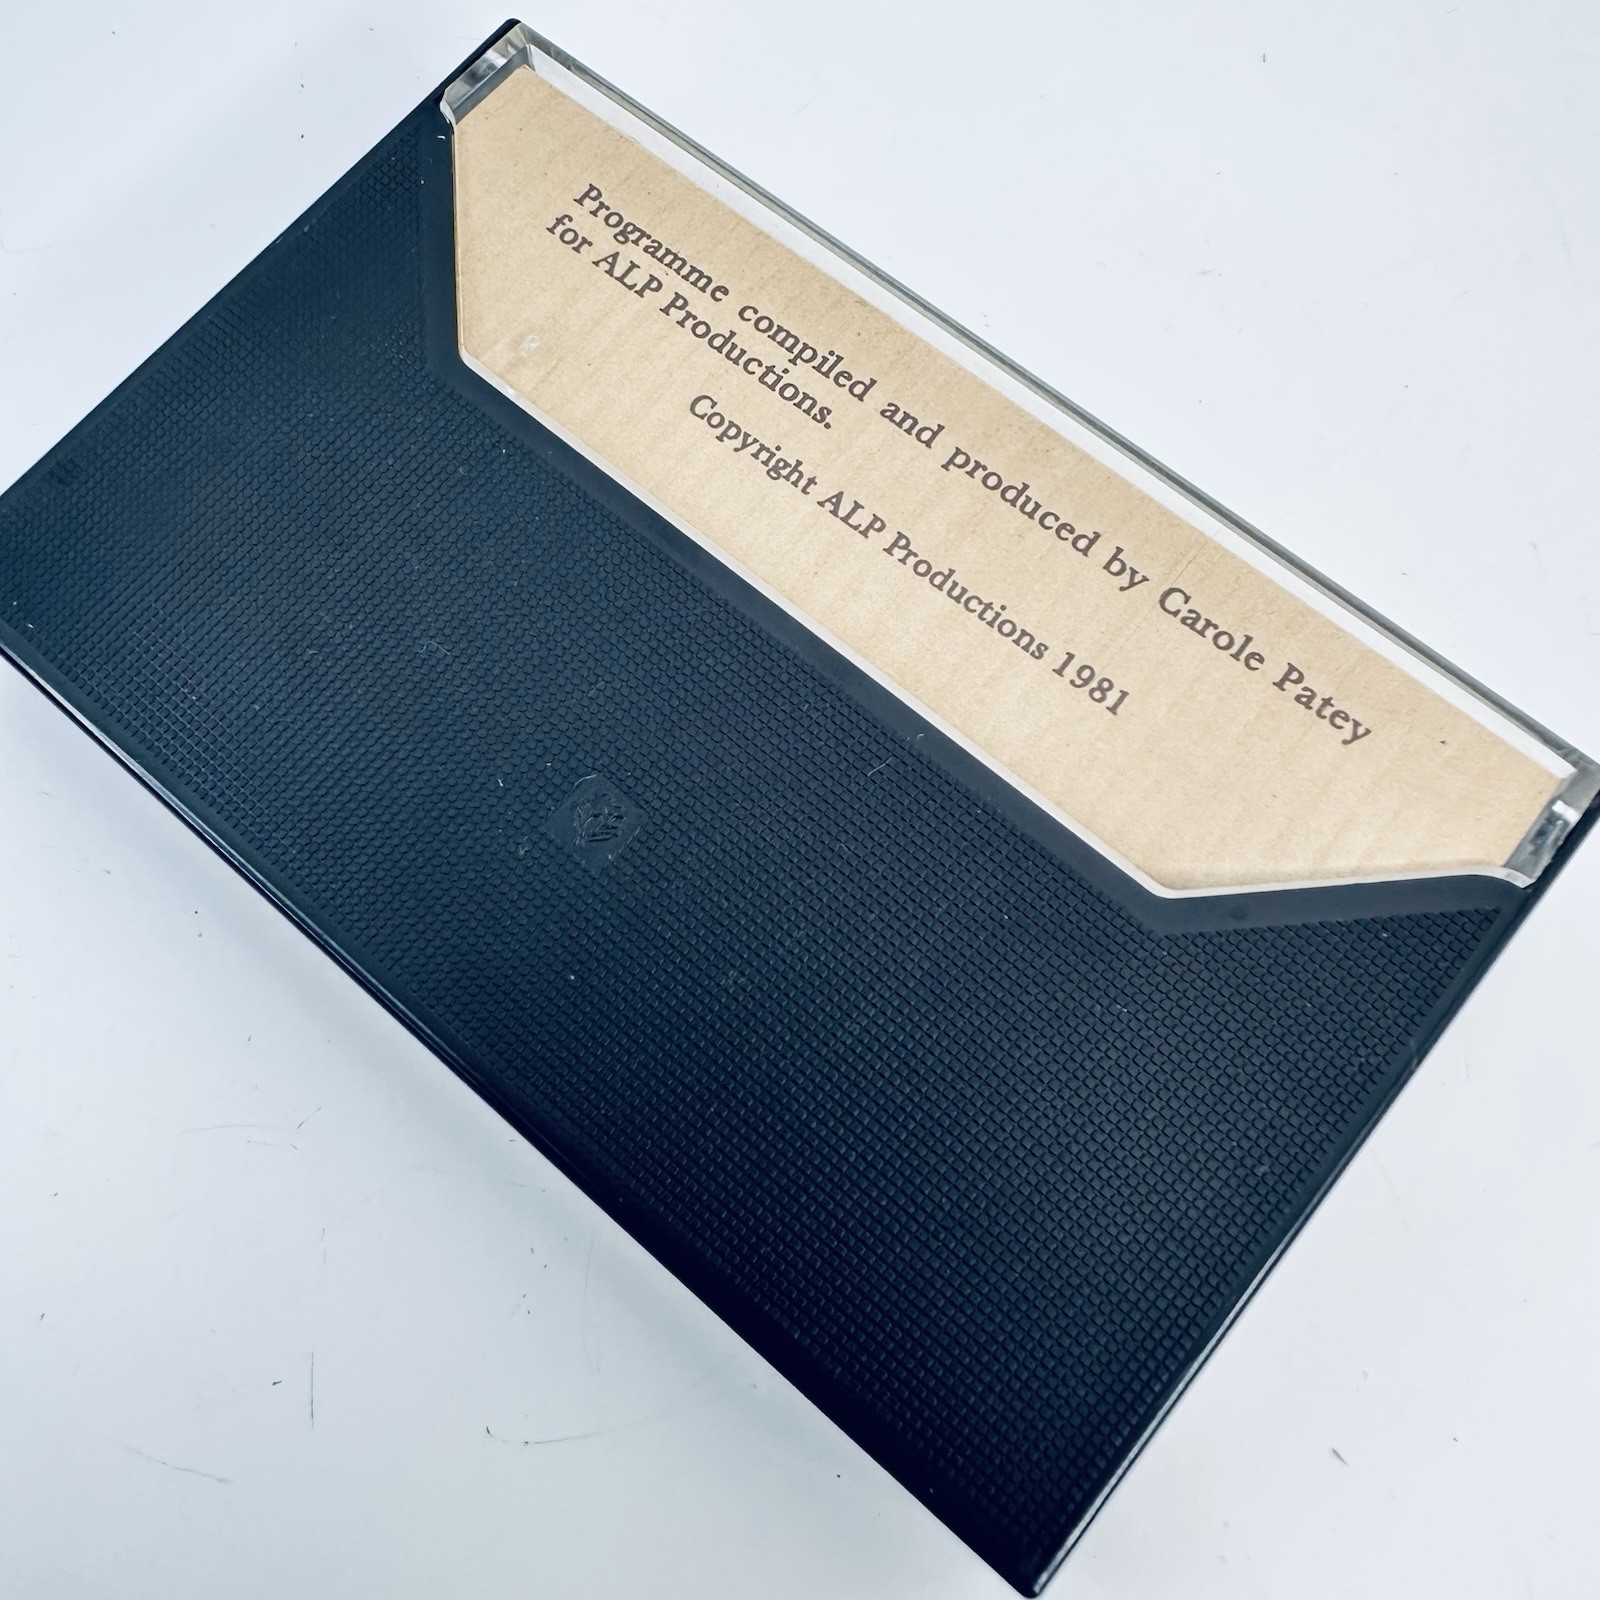 Programme compiled and produced by Carole Patey
for ALP Productions.
Copyright ALP Productions 1981